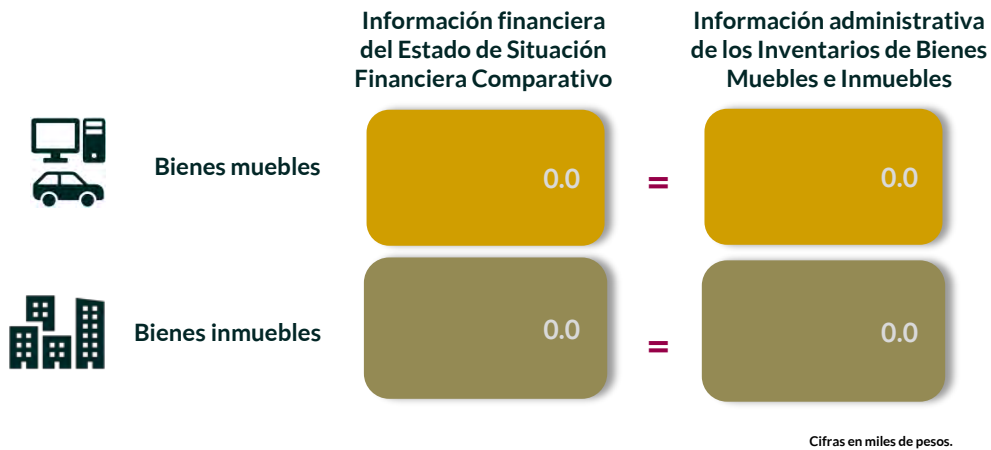 Información financiera
del Estado de Situación
Financiera Comparativo
Información administrativa
de los Inventarios de Bienes
Muebles e Inmuebles
Bienes muebles
0.0
=
0.0
Bienes inmuebles
0.0
=
0.0
Cifras en miles de pesos.